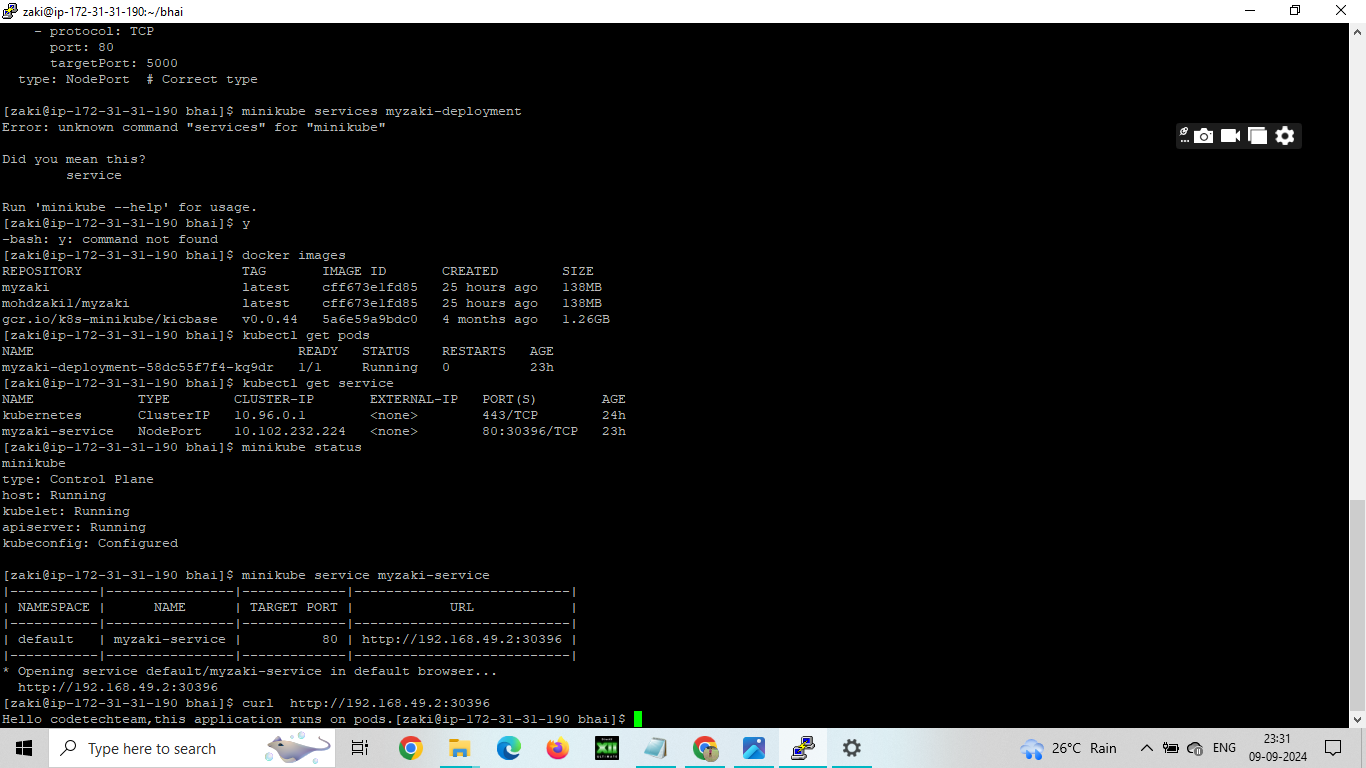 zaki@ip-172-31-31-190:~/bhai
    - protocol: TCP
      port: 80
      targetPort: 5000
  type: NodePort  # Correct type
[zaki@ip-172-31-31-190 bhai]$ minikube services myzaki-deployment
Error: unknown command "services" for "minikube"
Did you mean this?
        service
Run 'minikube --help' for usage.
[zaki@ip-172-31-31-190 bhai]$ y
-bash: y: command not found
[zaki@ip-172-31-31-190 bhai]$ docker images
REPOSITORY                    TAG       IMAGE ID       CREATED        SIZE
myzaki                        latest    cff673e1fd85   25 hours ago   138MB
mohdzaki1/myzaki              latest    cff673e1fd85   25 hours ago   138MB
gcr.io/k8s-minikube/kicbase   v0.0.44   5a6e59a9bdc0   4 months ago   1.26GB
[zaki@ip-172-31-31-190 bhai]$ kubectl get pods
NAME                                 READY   STATUS    RESTARTS   AGE
myzaki-deployment-58dc55f7f4-kq9dr   1/1     Running   0          23h
[zaki@ip-172-31-31-190 bhai]$ kubectl get service
NAME             TYPE        CLUSTER-IP       EXTERNAL-IP   PORT(S)        AGE
kubernetes       ClusterIP   10.96.0.1        <none>        443/TCP        24h
myzaki-service   NodePort    10.102.232.224   <none>        80:30396/TCP   23h
[zaki@ip-172-31-31-190 bhai]$ minikube status
minikube
type: Control Plane
host: Running
kubelet: Running
apiserver: Running
kubeconfig: Configured
[zaki@ip-172-31-31-190 bhai]$ minikube service myzaki-service
|-----------|----------------|-------------|---------------------------|
| NAMESPACE |      NAME      | TARGET PORT |            URL            |
|-----------|----------------|-------------|---------------------------|
| default   | myzaki-service |          80 | http://192.168.49.2:30396 |
|-----------|----------------|-------------|---------------------------|
* Opening service default/myzaki-service in default browser...
  http://192.168.49.2:30396
[zaki@ip-172-31-31-190 bhai]$ curl  http://192.168.49.2:30396
Hello codetechteam,this application runs on pods.[zaki@ip-172-31-31-190 bhai]$
Type here to search
XII
26°C Rain
ENG
23:31
09-09-2024